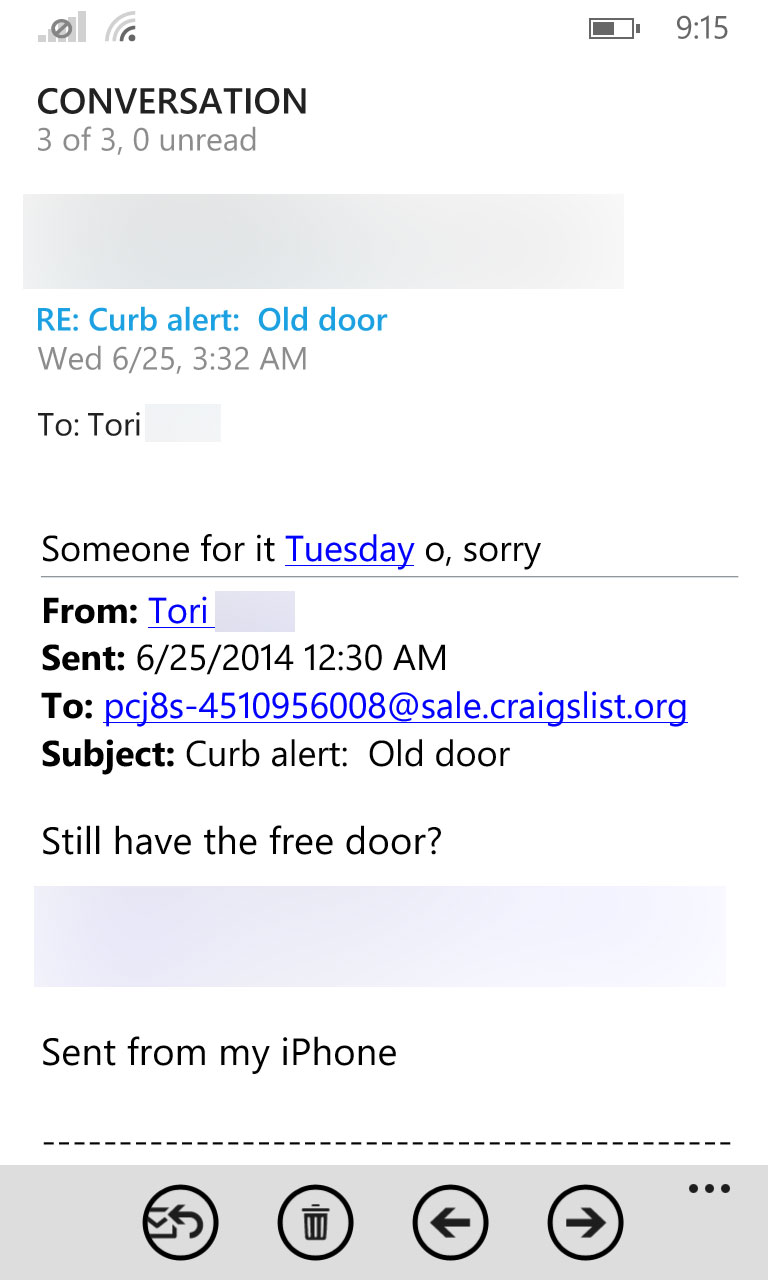 9:15
CONVERSATION
3 of 3, 0 unread
RE: Curb alert:  Old door
Wed 6/25, 3:32 AM
To: Tori
Someone for it Tuesday o, sorry
From: Tori
Sent: 6/25/2014 12:30 AM
To: pcj8s-4510956008@sale.craigslist.org
Subject: Curb alert:  Old door
Still have the free door?
Sent from my iPhone
--------------------------------------------